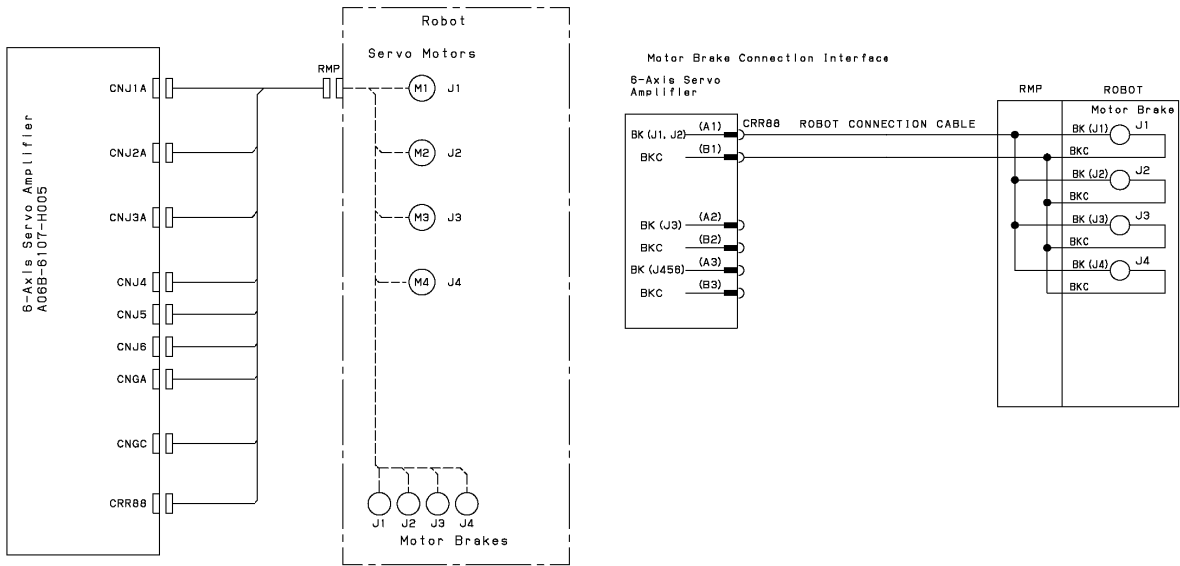 Robot
Servo Motors
RMP
6-Axis Servo Amplifier
A06B-6107-H005
CNJ1A
CNJ2A
CNJ3A
CNJ4
CNJ5
CNJ6
CNGA
CNGC
CRR88
M1 J1
M2 J2
M3 J3
M4 J4
J1 J2 J3 J4
Motor Brakes
Motor Brake Connection Interface
6-Axis Servo
Amplifier
RMP ROBOT
Motor Brake
BK (J1, J2) (A1) CRR88 ROBOT CONNECTION CABLE
BKC (B1)
BK (J3) (A2)
BKC (B2)
BK (J456) (A3)
BKC (B3)
BK (J1) J1
BKC
BK (J2) J2
BKC
BK (J3) J3
BKC
BK (J4) J4
BKC